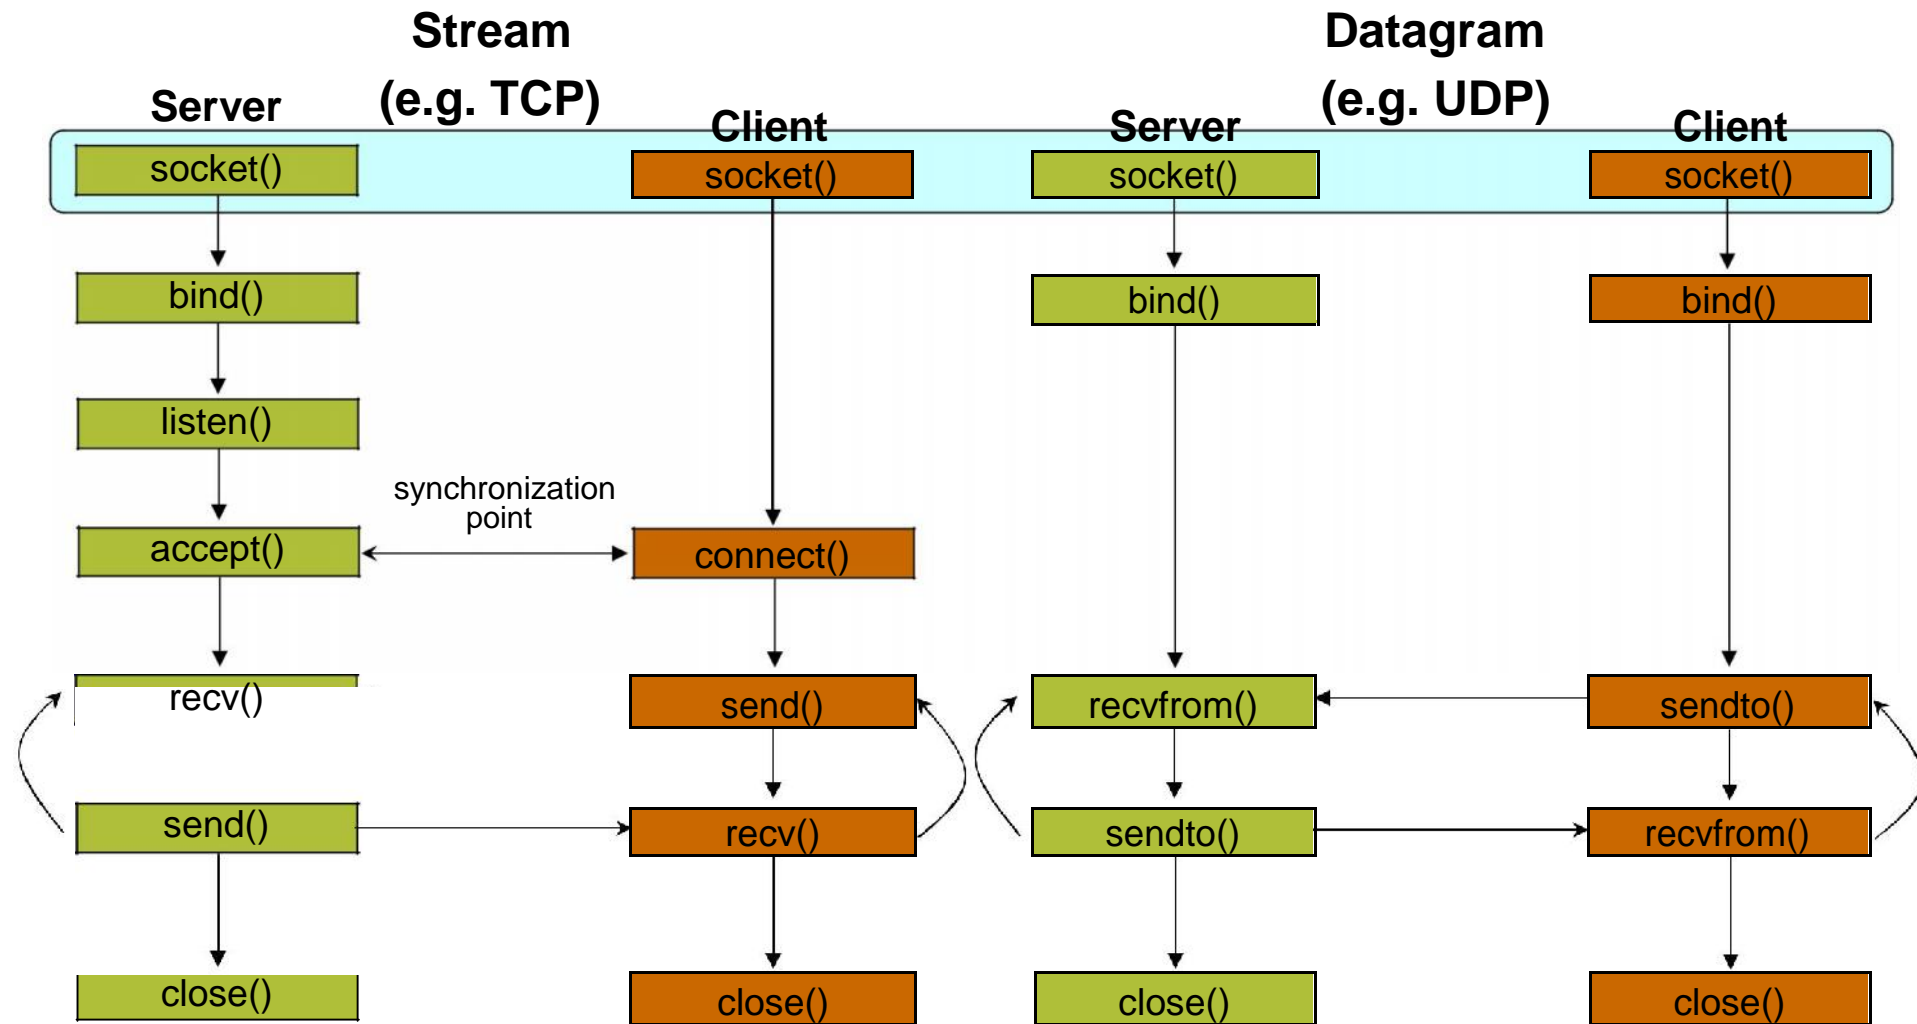 Stream
(e.g. TCP)
Datagram
(e.g. UDP)
Server
Client
Server
Client
socket()
socket()
socket()
socket()
bind()
bind()
bind()
listen()
synchronization
point
accept()
connect()
recv()
send()
recvfrom()
sendto()
send()
recv()
sendto()
recvfrom()
close()
close()
close()
close()